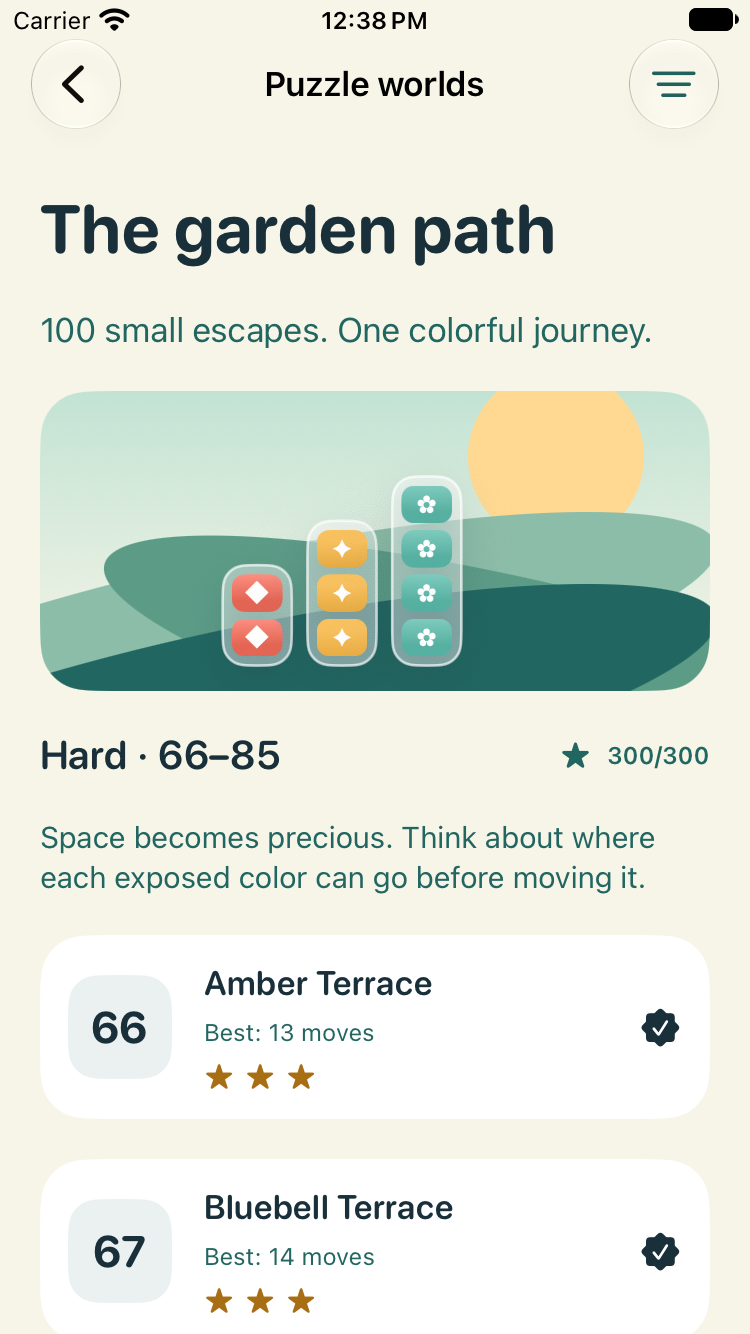 Carrier
12:38 PM
Puzzle worlds
The garden path
100 small escapes. One colorful journey.
Hard · 66–85
300/300
Space becomes precious. Think about where
each exposed color can go before moving it.
66
Amber Terrace
Best: 13 moves
67
Bluebell Terrace
Best: 14 moves